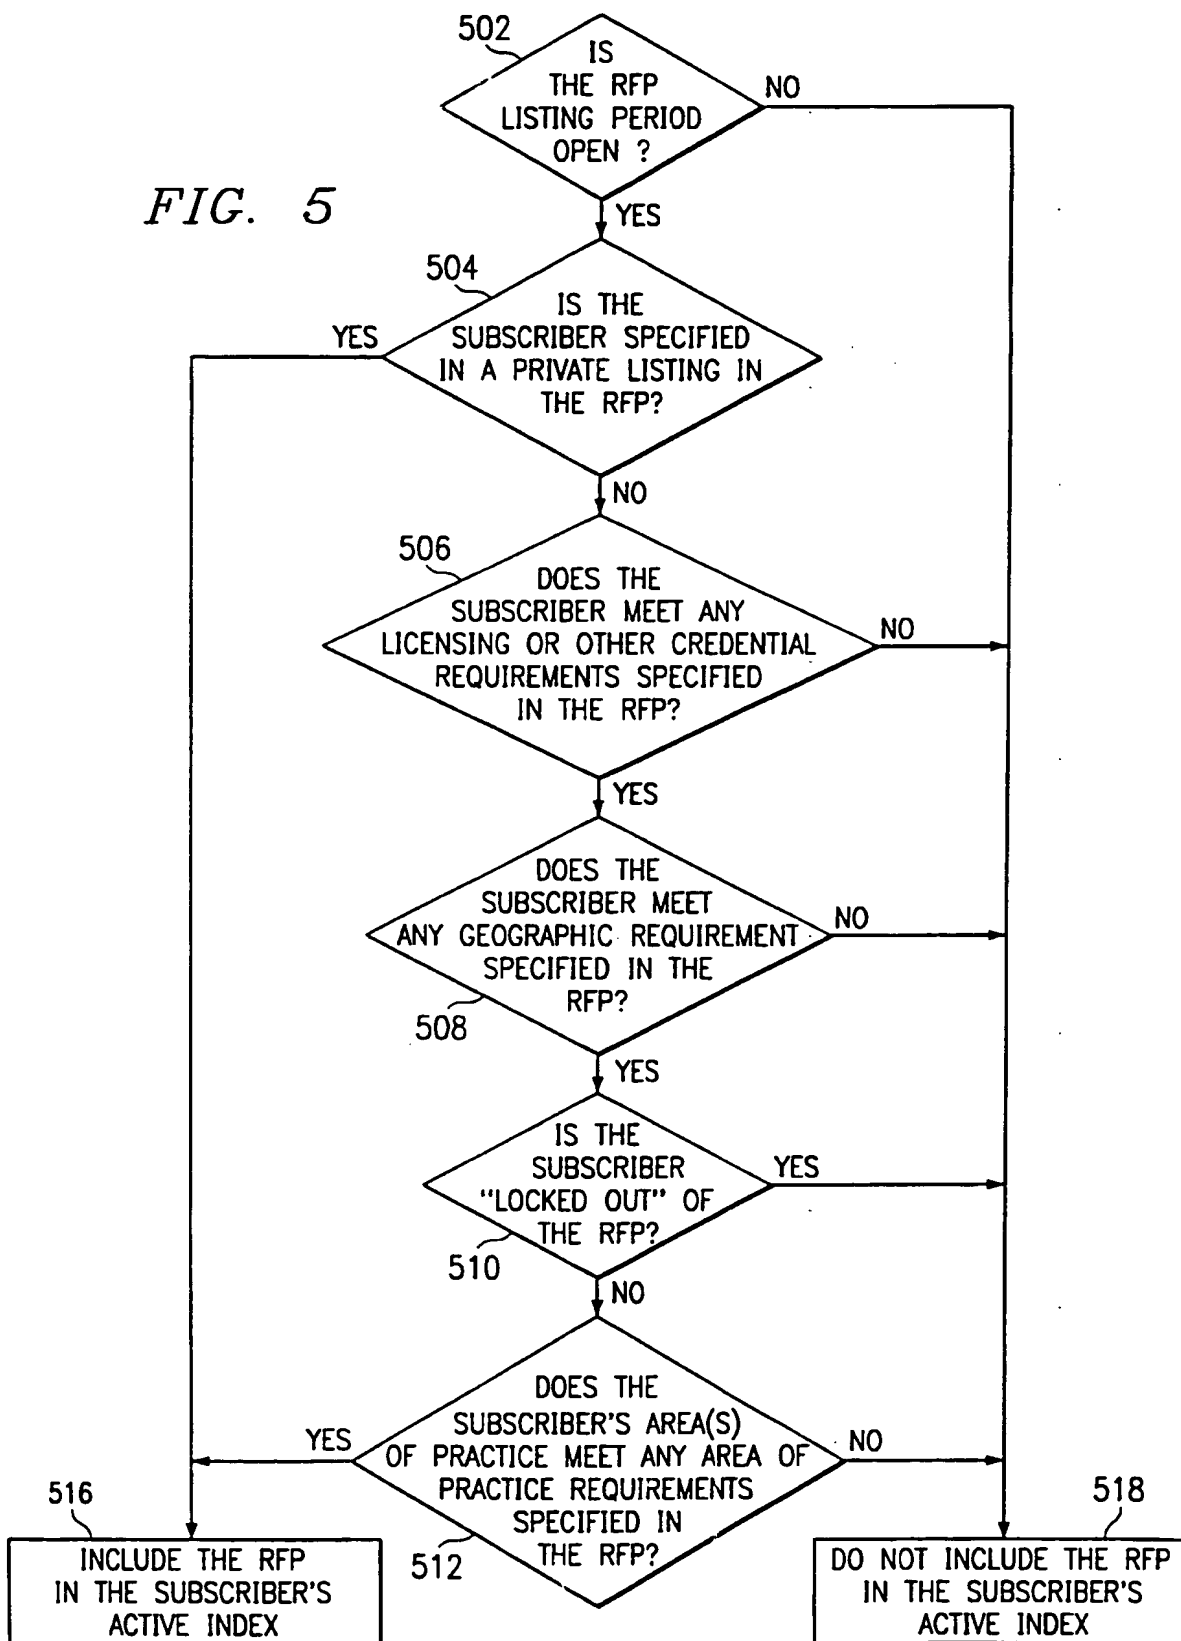 502
IS
THE RFP
LISTING PERIOD
OPEN ?
NO
FIG. 5
YES
504
IS THE
SUBSCRIBER SPECIFIED
IN A PRIVATE LISTING IN
THE RFP?
YES
NO
506
DOES THE
SUBSCRIBER MEET ANY
LICENSING OR OTHER CREDENTIAL
REQUIREMENTS SPECIFIED
IN THE RFP?
NO
YES
DOES THE
SUBSCRIBER MEET
ANY GEOGRAPHIC REQUIREMENT
SPECIFIED IN THE
RFP?
NO
508
YES
IS THE
SUBSCRIBER
"LOCKED OUT" OF
THE RFP?
YES
510
NO
DOES THE
SUBSCRIBER'S AREA(S)
OF PRACTICE MEET ANY AREA OF
PRACTICE REQUIREMENTS
SPECIFIED IN
THE RFP?
YES
NO
512
516
INCLUDE THE RFP
IN THE SUBSCRIBER'S
ACTIVE INDEX
518
DO NOT INCLUDE THE RFP
IN THE SUBSCRIBER'S
ACTIVE INDEX